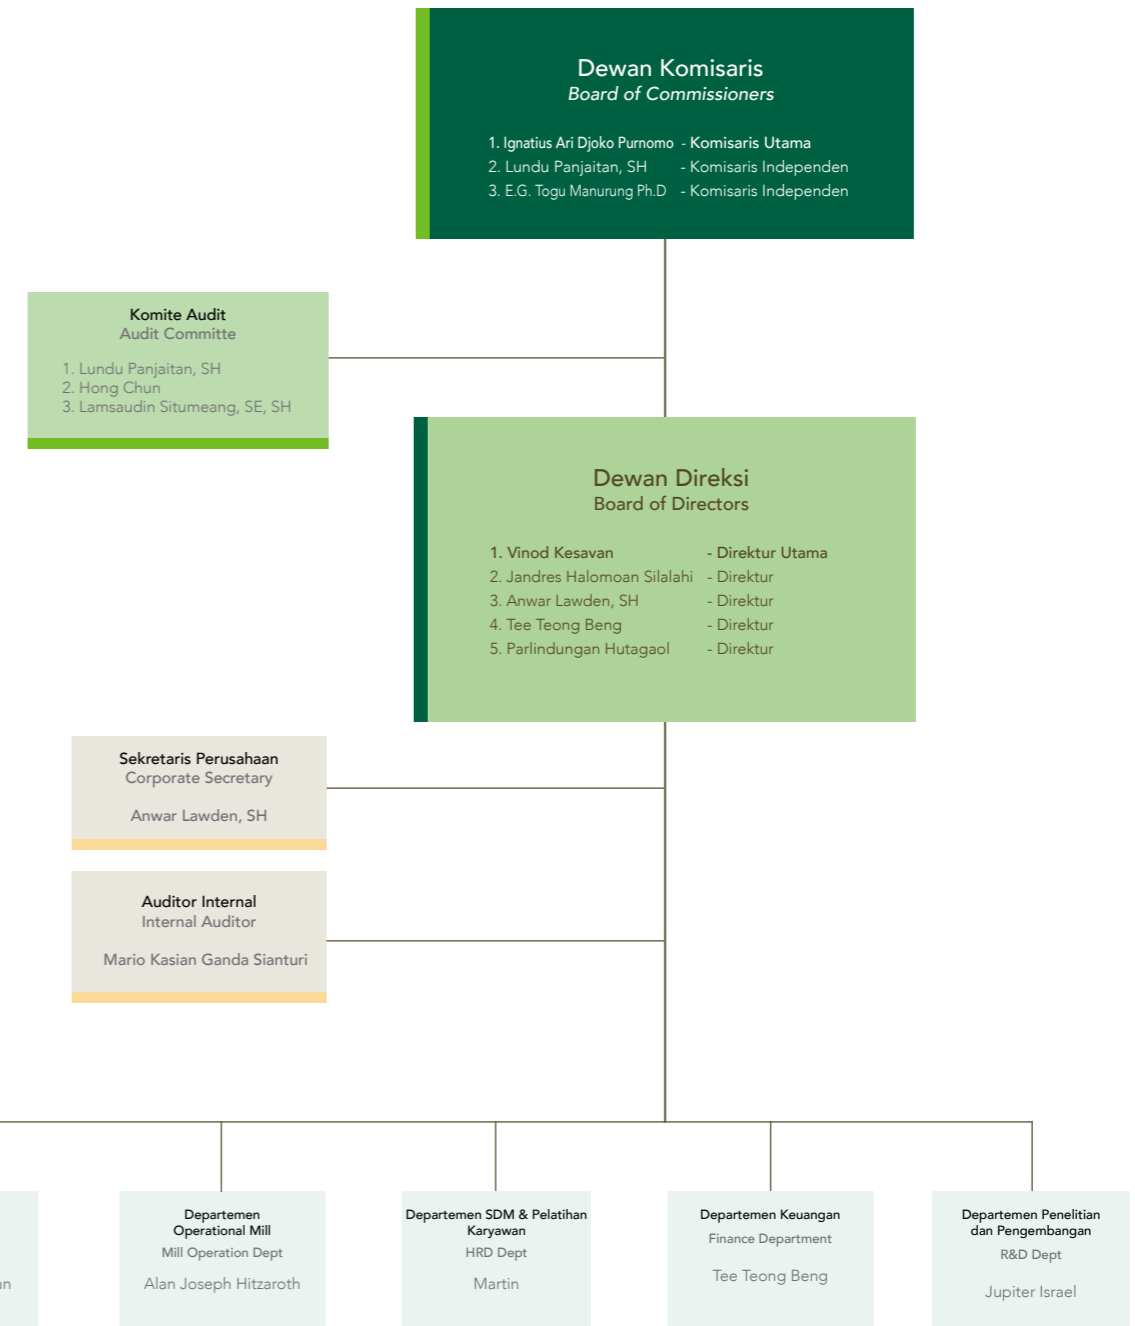 Dewan Komisaris
Board of Commissioners
1. Ignatius Ari Djoko Purnomo - Komisaris Utama
2. Lundu Panjaitan, SH - Komisaris Independen
3. E.G. Togu Manurung Ph.D - Komisaris Independen
Komite Audit
Audit Committe
1. Lundu Panjaitan, SH
2. Hong Chun
3. Lamsaudin Situmeang, SE, SH
Dewan Direksi
Board of Directors
1. Vinod Kesavan - Direktur Utama
2. Jandres Halomoan Silalahi - Direktur
3. Anwar Lawden, SH - Direktur
4. Tee Teong Beng - Direktur
5. Parlindungan Hutagaol - Direktur
Sekretaris Perusahaan
Corporate Secretary
Anwar Lawden, SH
Auditor Internal
Internal Auditor
Mario Kasian Ganda Sianturi
Departemen
Operational Mill
Mill Operation Dept
Alan Joseph Hitzaroth
Departemen SDM & Pelatihan
Karyawan
HRD Dept
Martin
Departemen Keuangan
Finance Department
Tee Teong Beng
Departemen Penelitian
dan Pengembangan
R&D Dept
Jupiter Israel